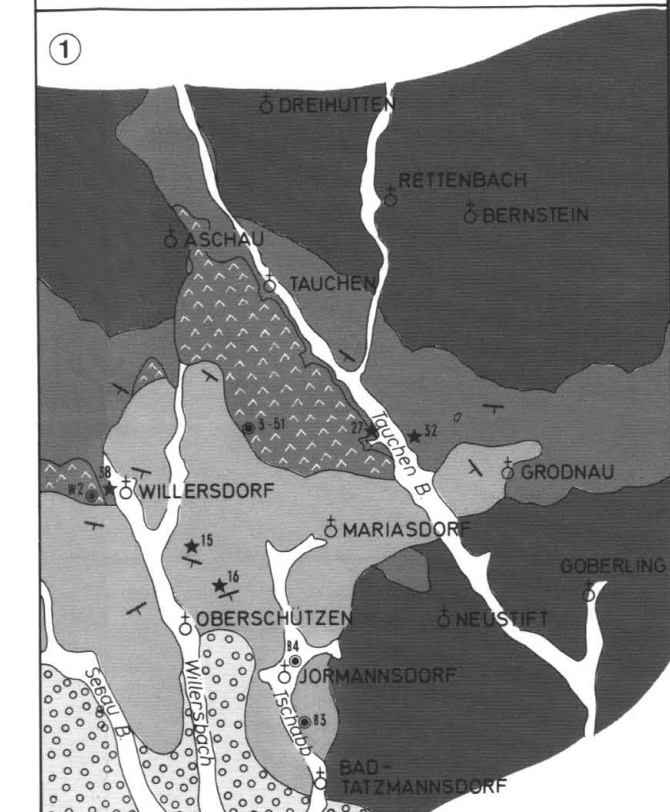 1
DREIHUTTEN
RETTENBACH
BERNSTEIN
ASCHAU
TAUCHEN
3-51
27
32
Tauchen B.
GRODNAU
38
W2
WILLERSDORF
MARIASDORF
15
16
GOBERLING
OBERSCHÜTZEN
NEUSTIFT
B4
JORMANNSDORF
Seßau B
Willersbach
Tschabb
B3
BAD-
TATZMANNSDORF